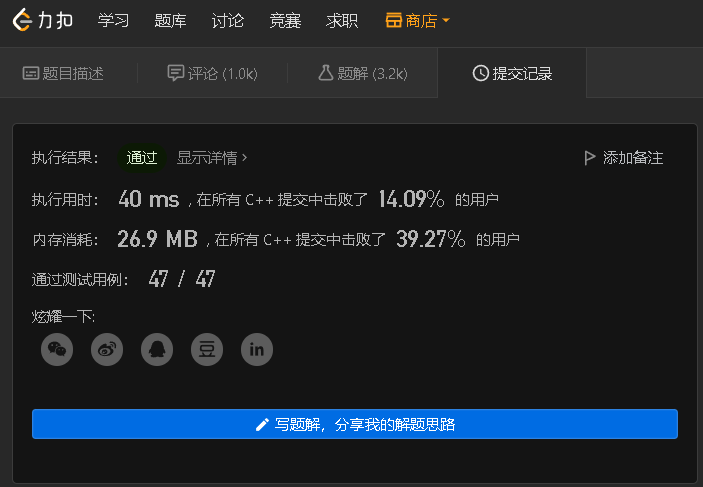 力扣 学习 题库 讨论 竞赛 求职 商店
题目描述 评论 (1.0k) 题解 (3.2k) 提交记录
执行结果： 通过 显示详情 › 添加备注
执行用时： 40 ms , 在所有 C++ 提交中击败了 14.09% 的用户
内存消耗： 26.9 MB , 在所有 C++ 提交中击败了 39.27% 的用户
通过测试用例： 47 / 47
炫耀一下:
豆 in
写题解，分享我的解题思路